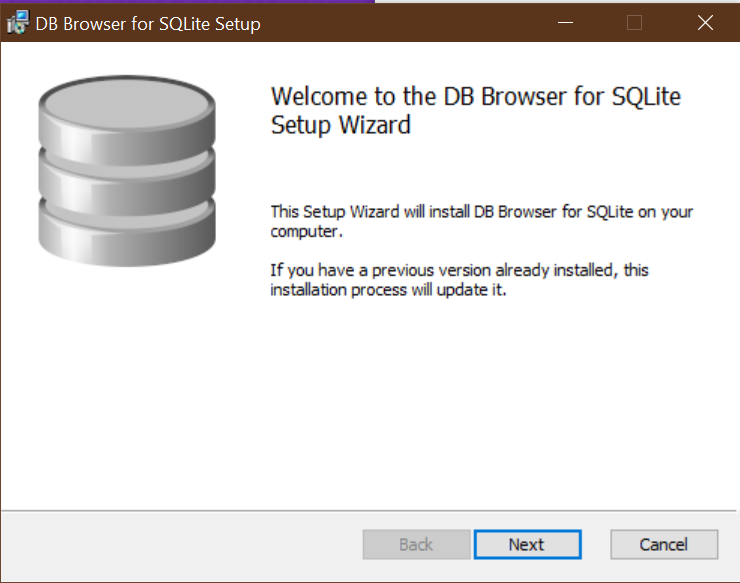 DB Browser for SQLite Setup
Welcome to the DB Browser for SQLite
Setup Wizard
This Setup Wizard will install DB Browser for SQLite on your
computer.
If you have a previous version already installed, this
installation process will update it.
Back
Next
Cancel